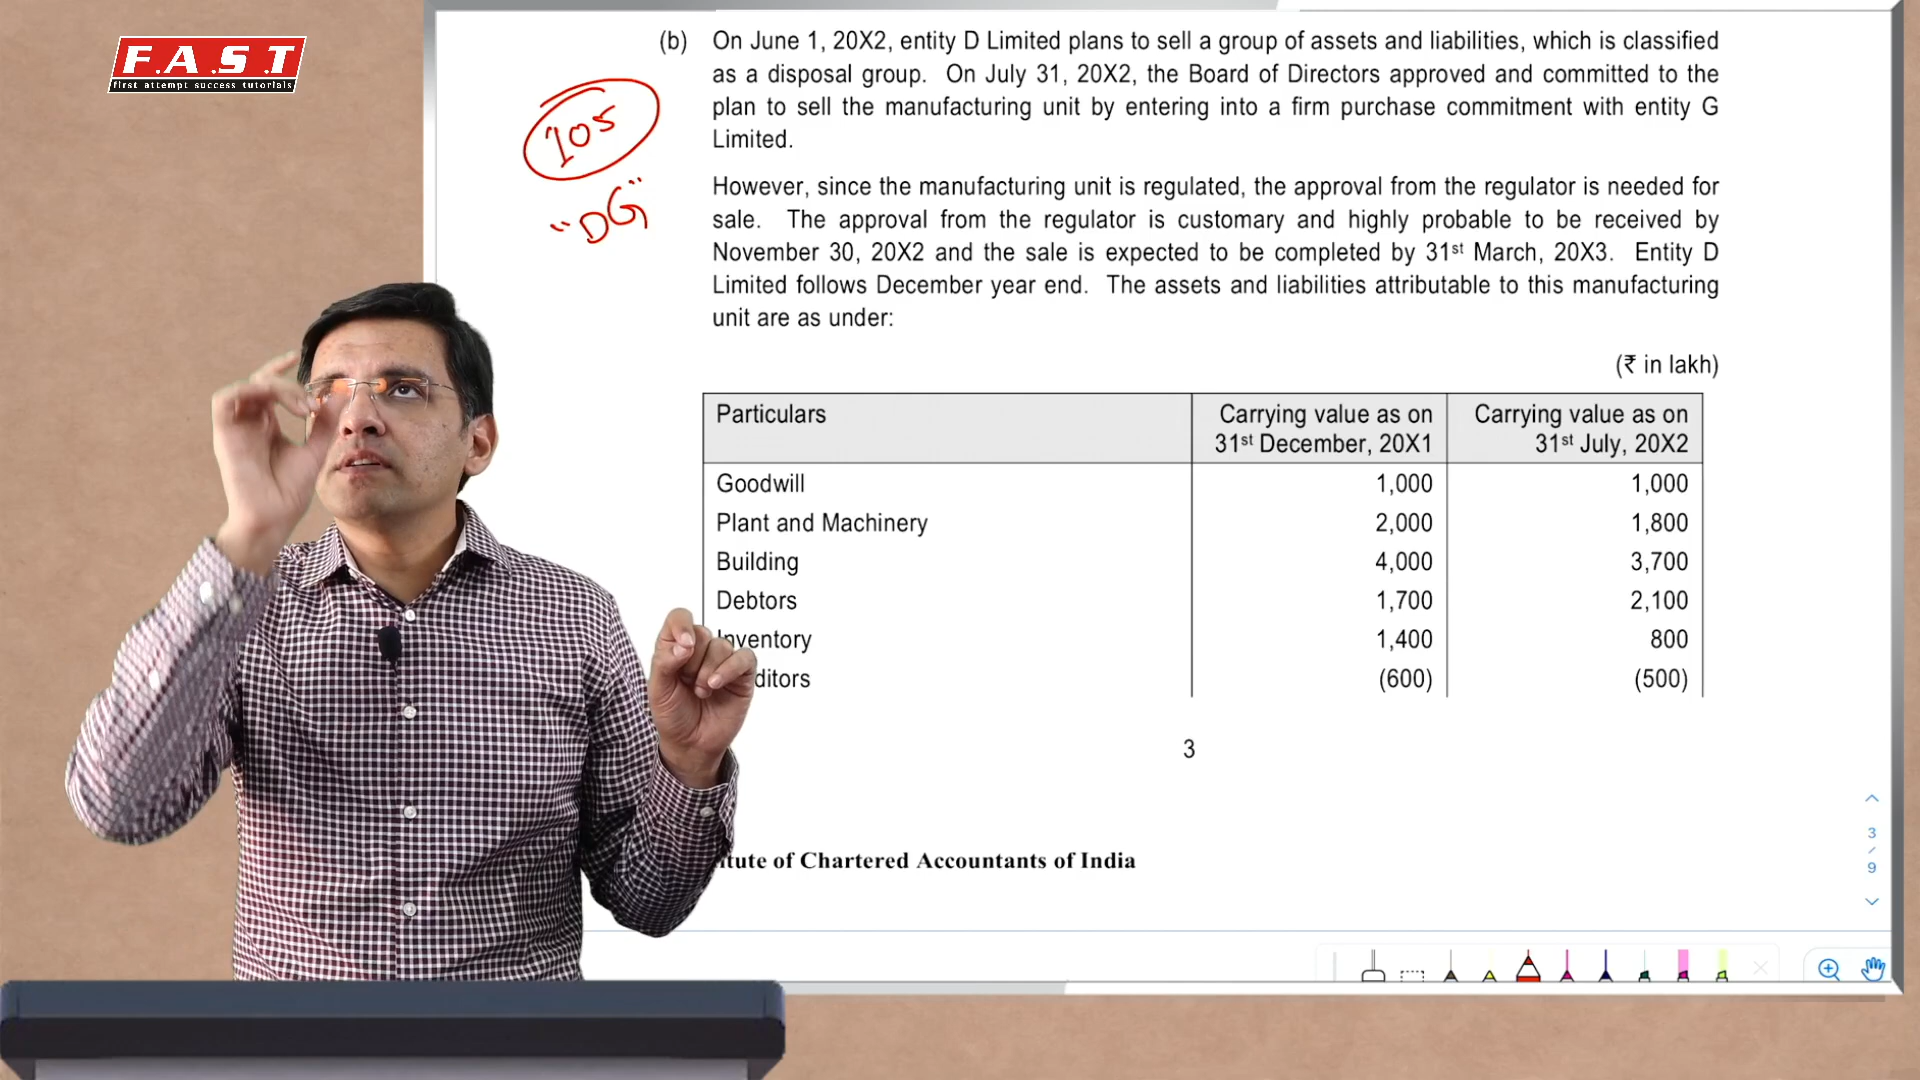 F.A.S.T
first attempt success tutorials
105
"DG"
(b) On June 1, 20X2, entity D Limited plans to sell a group of assets and liabilities, which is classified
as a disposal group. On July 31, 20X2, the Board of Directors approved and committed to the
plan to sell the manufacturing unit by entering into a firm purchase commitment with entity G
Limited.
However, since the manufacturing unit is regulated, the approval from the regulator is needed for
sale. The approval from the regulator is customary and highly probable to be received by
November 30, 20X2 and the sale is expected to be completed by 31st March, 20X3. Entity D
Limited follows December year end. The assets and liabilities attributable to this manufacturing
unit are as under:
(₹ in lakh)
Particulars Carrying value as on 31st December, 20X1 Carrying value as on 31st July, 20X2
Goodwill 1,000 1,000
Plant and Machinery 2,000 1,800
Building 4,000 3,700
Debtors 1,700 2,100
Inventory 1,400 800
ditors (600) (500)
3
tute of Chartered Accountants of India
3
/
9